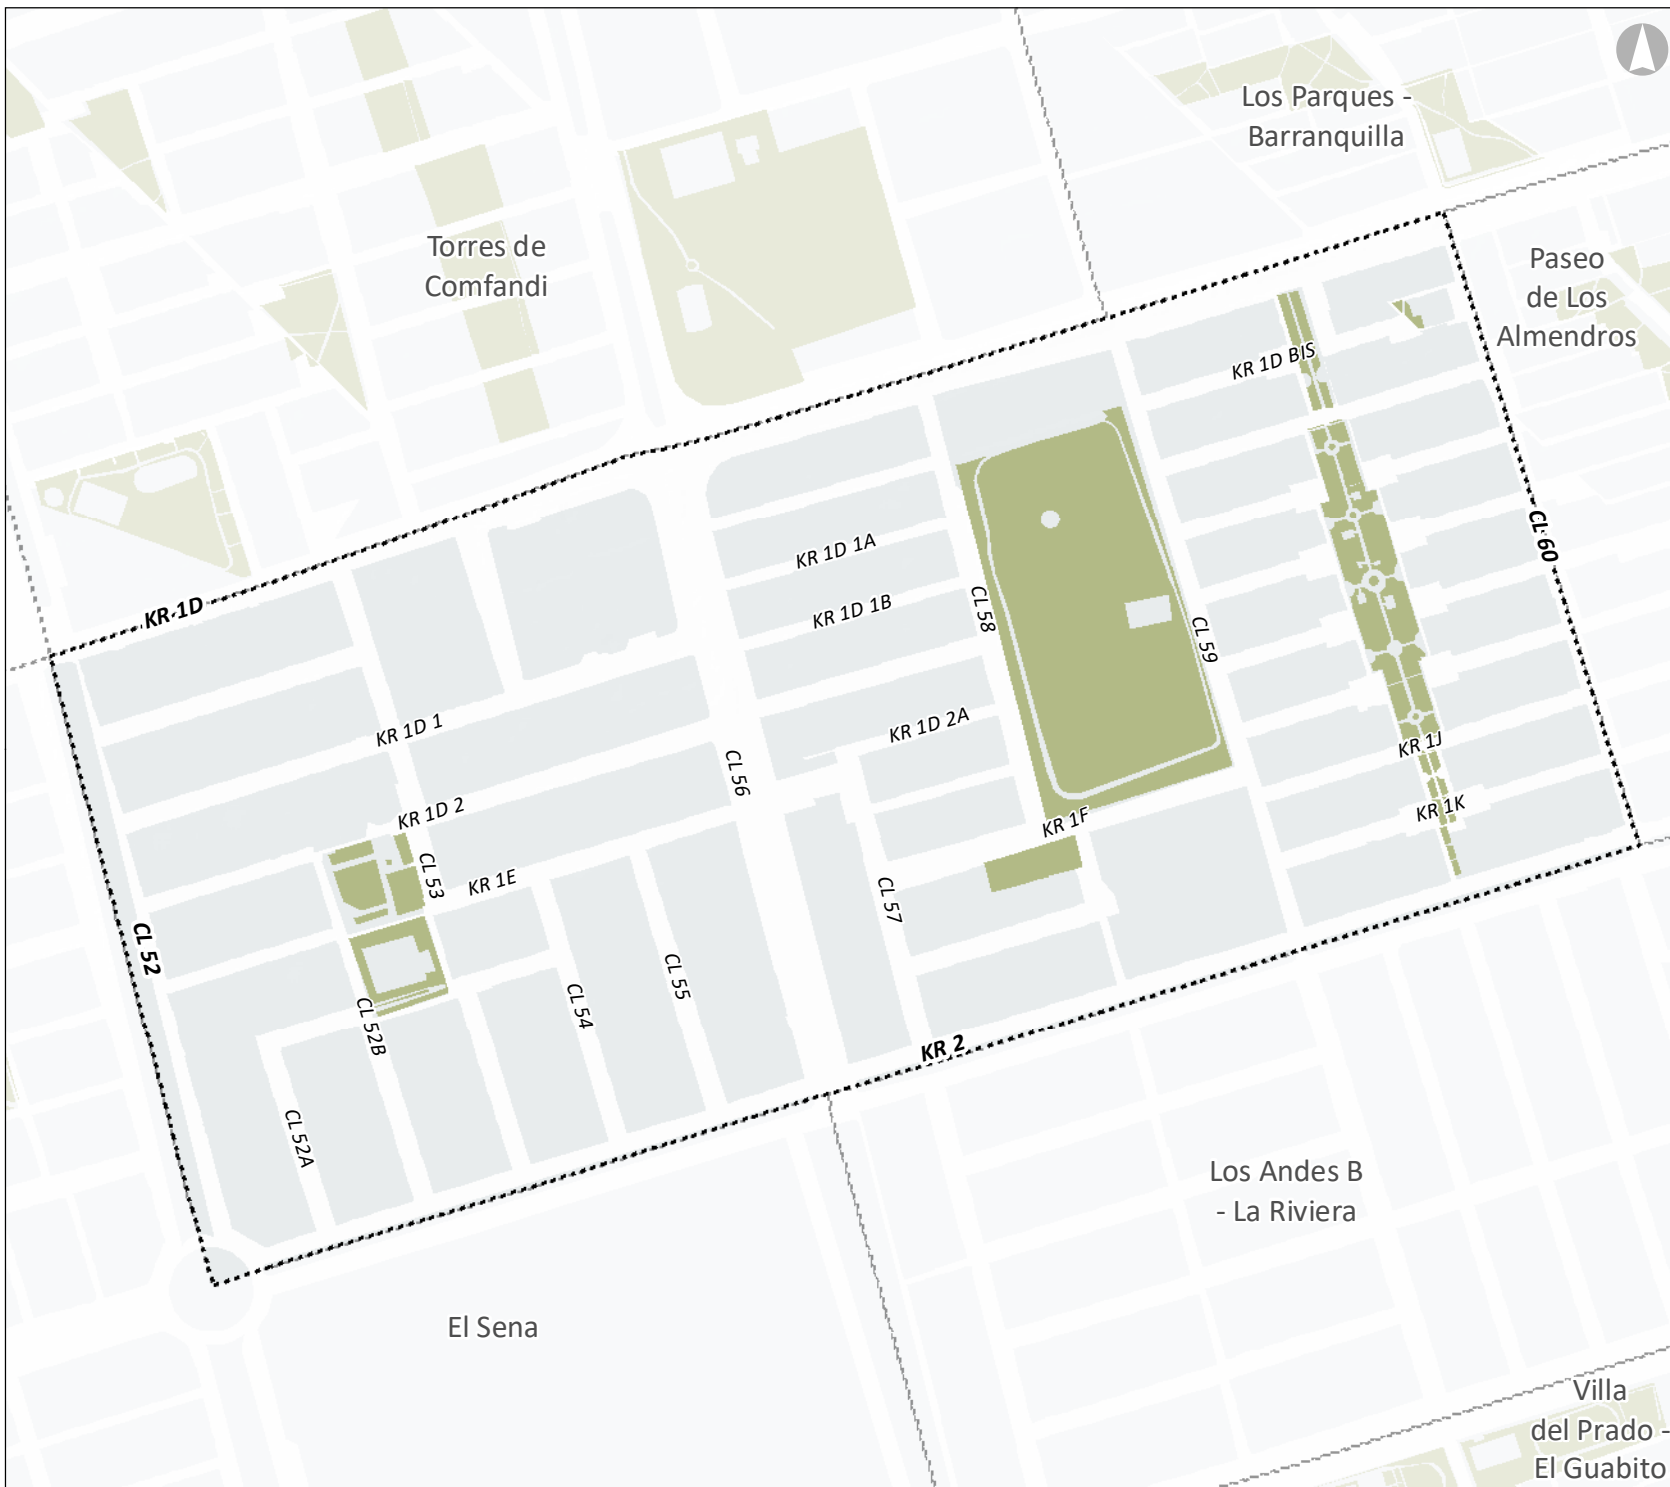 Los Parques -
Barranquilla
Torres de
Comfandi
Paseo
de Los
Almendros
KR 1D BIS
CL 60
KR 1D 1A
KR 1D
KR 1D 1B
CL 58
CL 59
KR 1D 1
KR 1D 2A
CL 56
KR 1J
KR 1D 2
KR 1K
KR 1F
CL 53
KR 1E
CL 57
CL 52
CL 55
CL 54
CL 52B
KR 2
CL 52A
Los Andes B
- La Riviera
El Sena
Villa
del Prado -
El Guabito